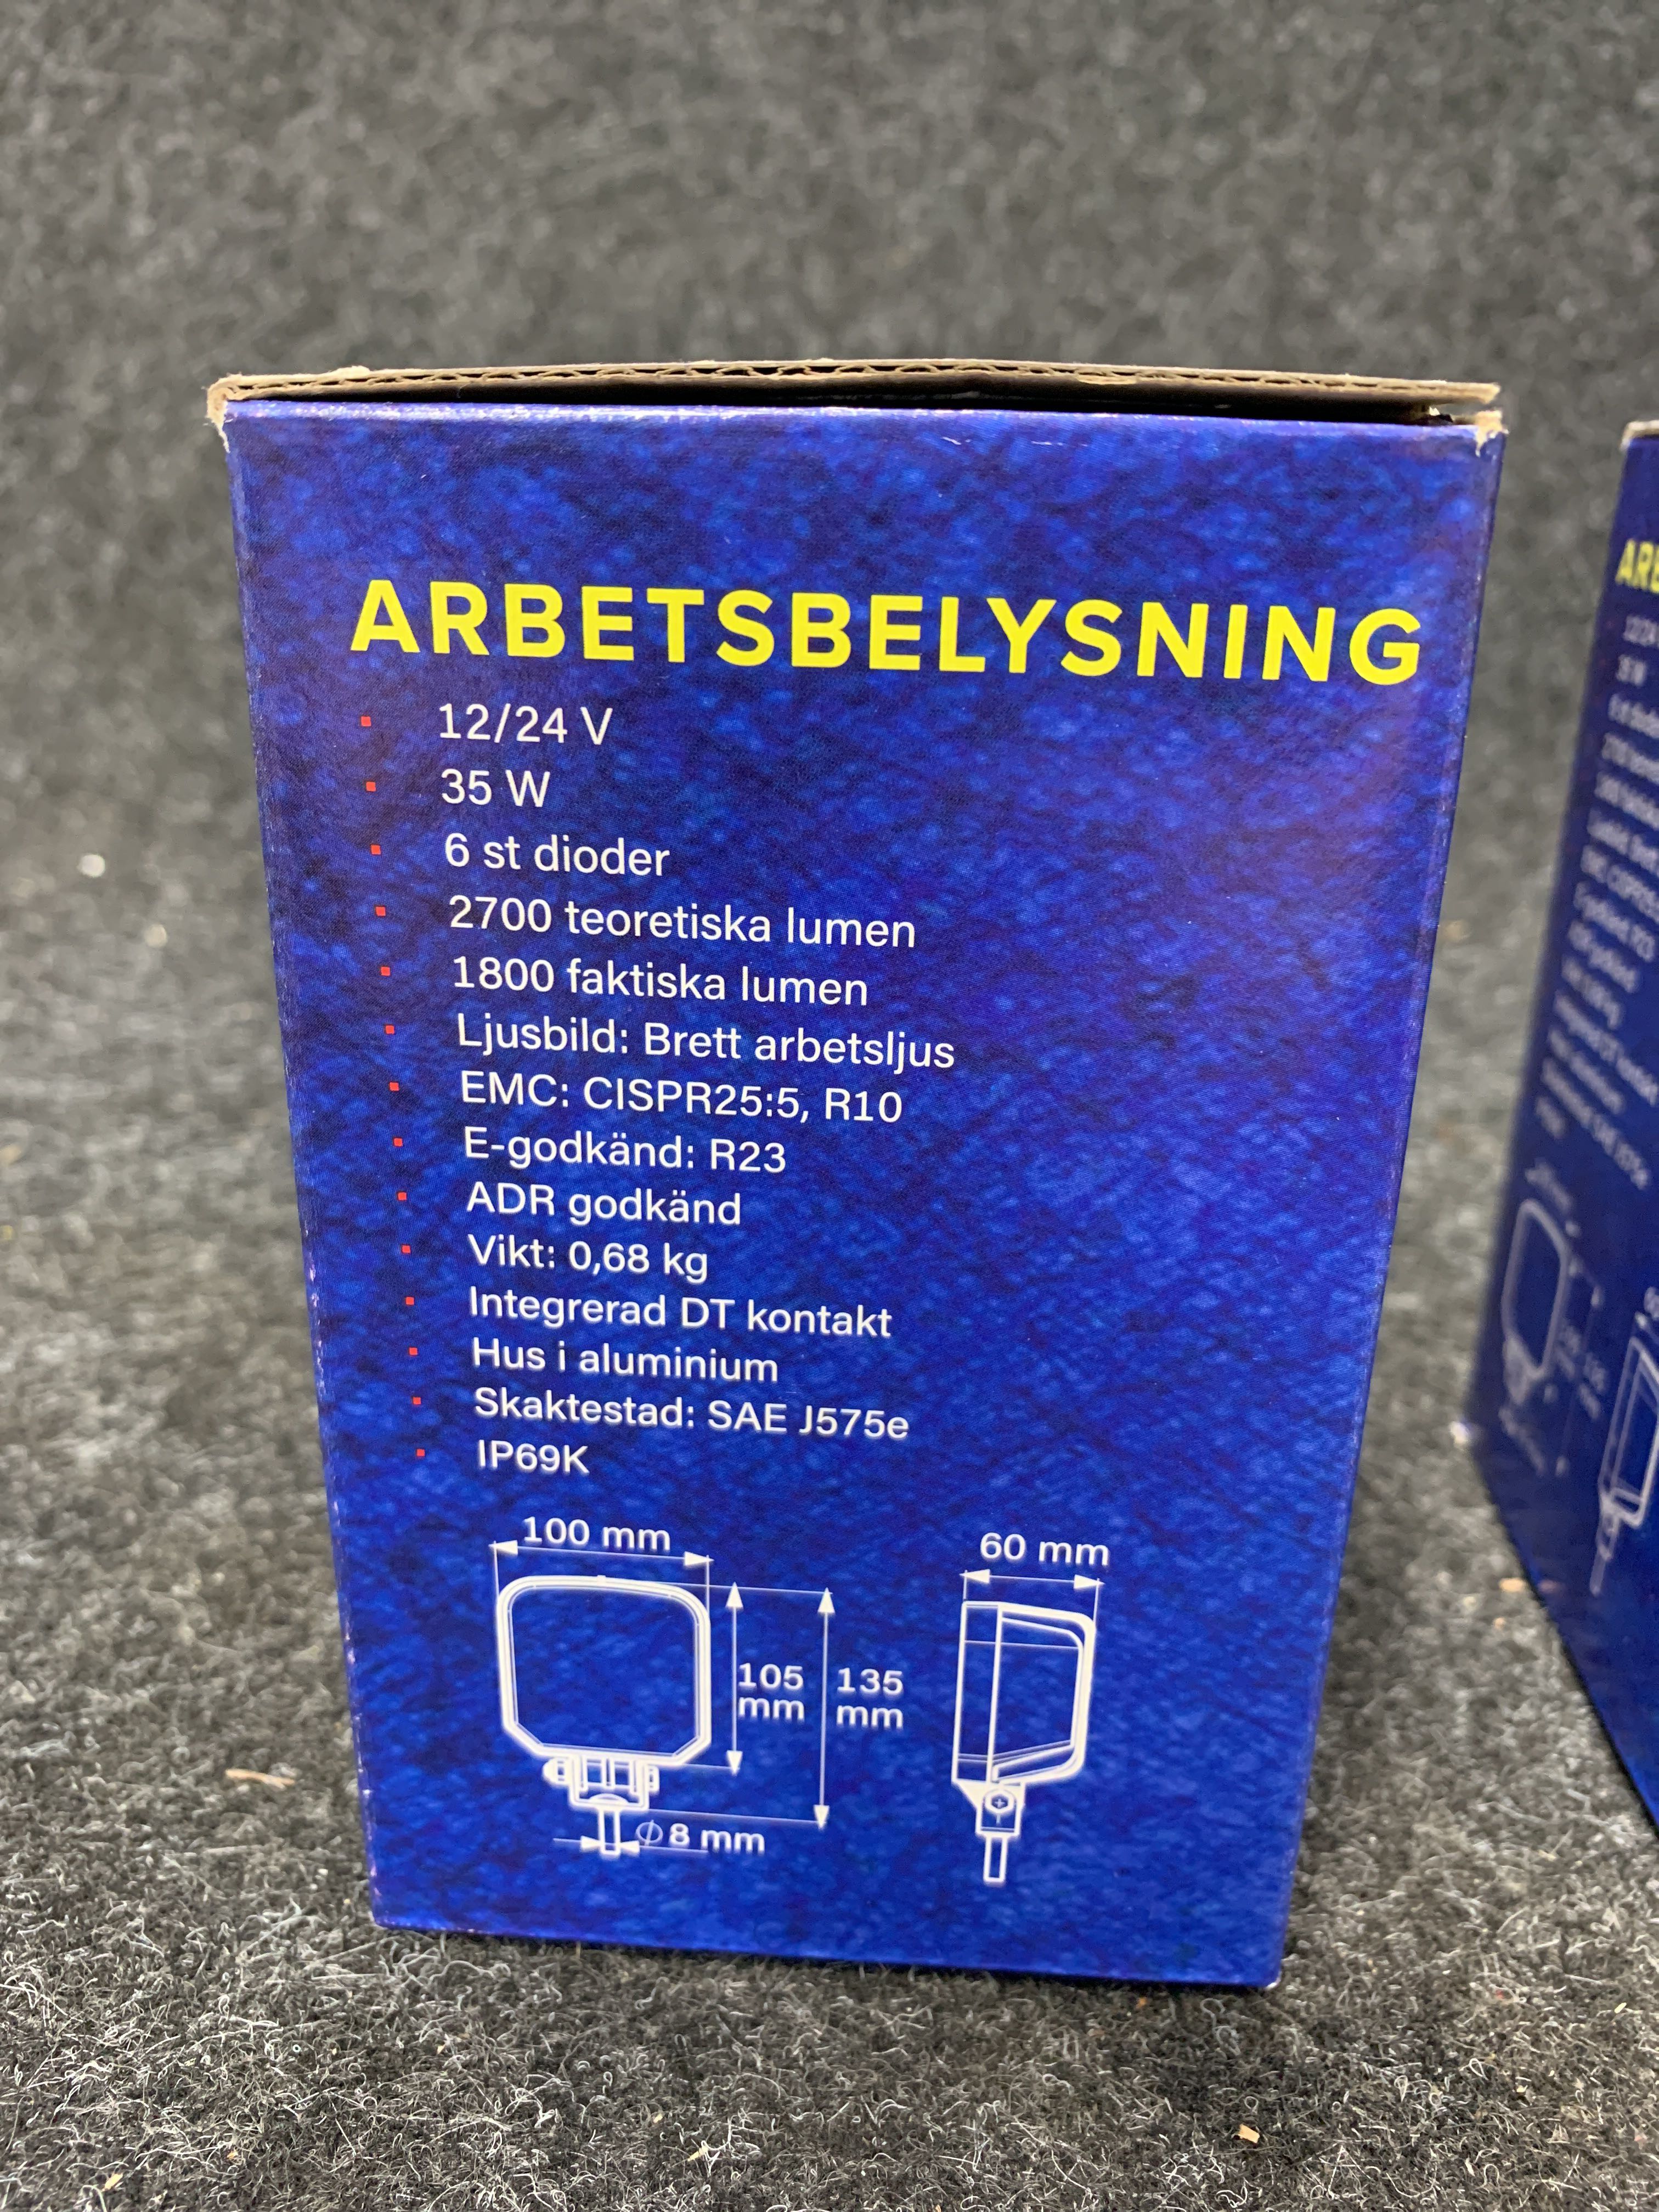 ARBETSBELYSNING
12/24 V
35 W
6 st dioder
2700 teoretiska lumen
1800 faktiska lumen
Ljusbild: Brett arbetsljus
EMC: CISPR25:5, R10
E-godkänd: R23
ADR godkänd
Vikt: 0,68 kg
Integrerad DT kontakt
Hus i aluminium
Skaktestad: SAE J575e
IP69K
100 mm
60 mm
105
mm
135
mm
Ø8 mm